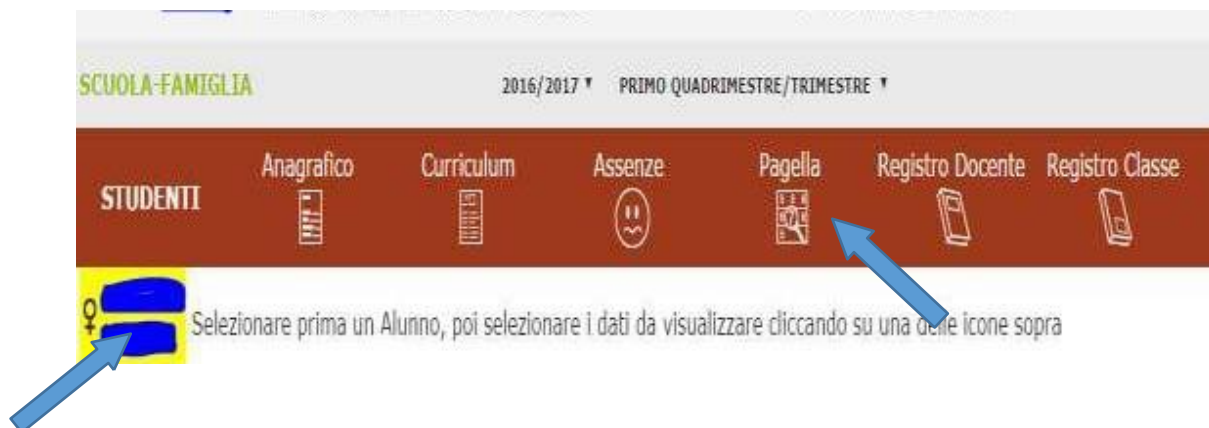 SCUOLA-FAMIGLIA 2016/2017 PRIMO QUADRIMESTRE/TRIMESTRE
STUDENTI Anagrafico Curriculum Assenze Pagella Registro Docente Registro Classe
Selezionare prima un Alunno, poi selezionare i dati da visualizzare cliccando su una delle icone sopra